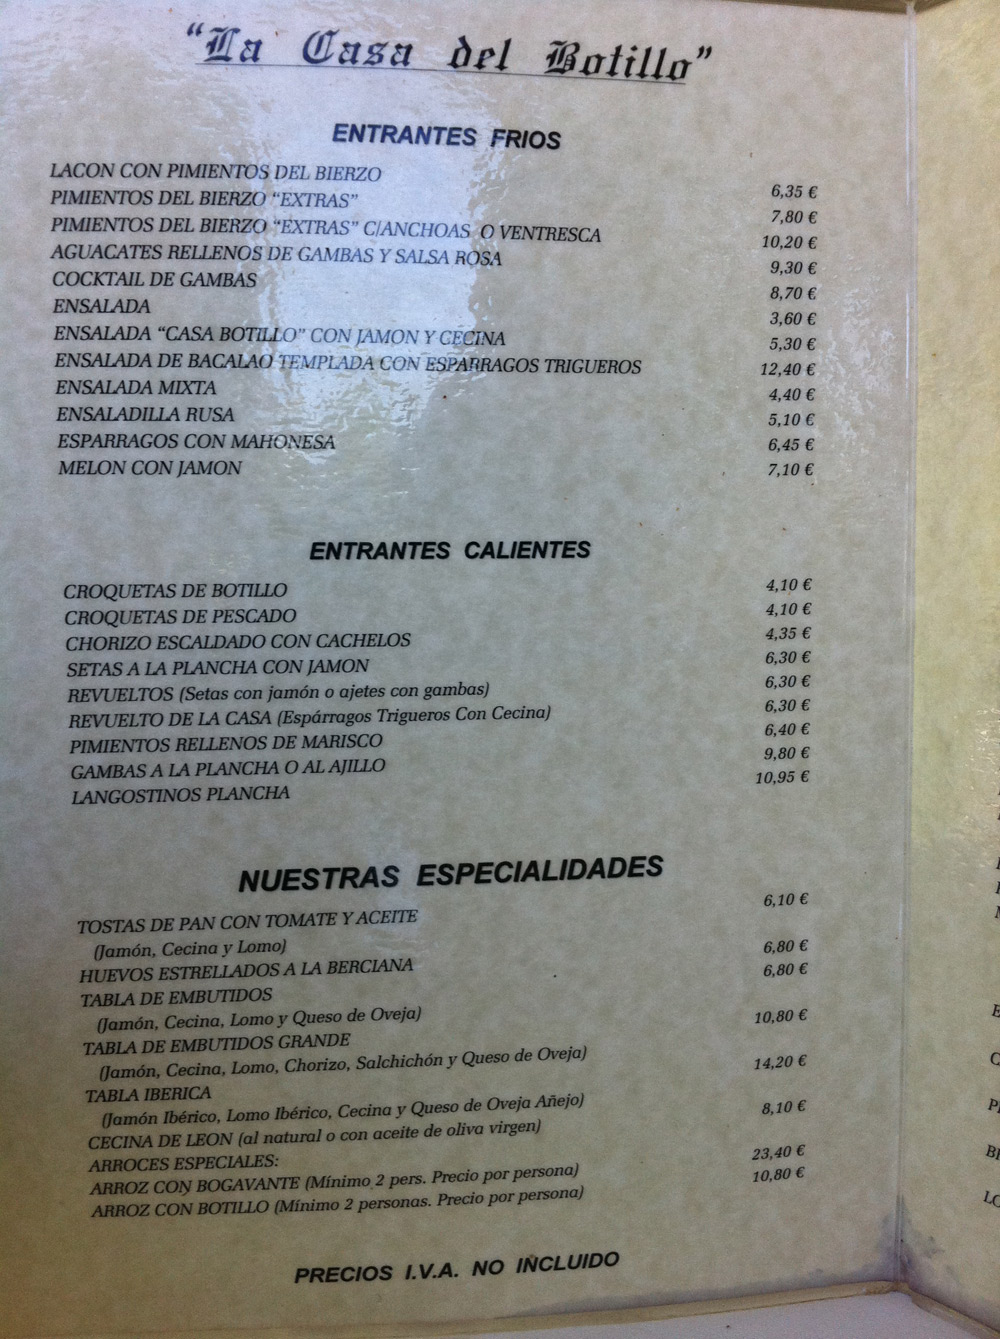 "La Casa del Botillo"
ENTRANTES FRIOS
LACON CON PIMIENTOS DEL BIERZO 6,35 €
PIMIENTOS DEL BIERZO "EXTRAS" 7,80 €
PIMIENTOS DEL BIERZO "EXTRAS" C/ANCHOAS O VENTRESCA 10,20 €
AGUACATES RELLENOS DE GAMBAS Y SALSA ROSA 9,30 €
COCKTAIL DE GAMBAS 8,70 €
ENSALADA 3,60 €
ENSALADA "CASA BOTILLO" CON JAMON Y CECINA 5,30 €
ENSALADA DE BACALAO TEMPLADA CON ESPARRAGOS TRIGUEROS 12,40 €
ENSALADA MIXTA 4,40 €
ENSALADILLA RUSA 5,10 €
ESPARRAGOS CON MAHONESA 6,45 €
MELON CON JAMON 7,10 €
ENTRANTES CALIENTES
CROQUETAS DE BOTILLO 4,10 €
CROQUETAS DE PESCADO 4,10 €
CHORIZO ESCALDADO CON CACHELOS 4,35 €
SETAS A LA PLANCHA CON JAMON 6,30 €
REVUELTOS (Setas con jamón o ajetes con gambas) 6,30 €
REVUELTO DE LA CASA (Espárragos Trigueros Con Cecina) 6,30 €
PIMIENTOS RELLENOS DE MARISCO 6,40 €
GAMBAS A LA PLANCHA O AL AJILLO 9,80 €
LANGOSTINOS PLANCHA 10,95 €
NUESTRAS ESPECIALIDADES
TOSTAS DE PAN CON TOMATE Y ACEITE 6,10 €
(Jamón, Cecina y Lomo)
HUEVOS ESTRELLADOS A LA BERCIANA 6,80 €
TABLA DE EMBUTIDOS 6,80 €
(Jamón, Cecina, Lomo y Queso de Oveja)
TABLA DE EMBUTIDOS GRANDE 10,80 €
(Jamón, Cecina, Lomo, Chorizo, Salchichón y Queso de Oveja)
TABLA IBERICA 14,20 €
(Jamón Ibérico, Lomo Ibérico, Cecina y Queso de Oveja Añejo)
CECINA DE LEON (al natural o con aceite de oliva virgen) 8,10 €
ARROCES ESPECIALES:
ARROZ CON BOGAVANTE (Mínimo 2 pers. Precio por persona) 23,40 €
ARROZ CON BOTILLO (Mínimo 2 personas. Precio por persona) 10,80 €
PRECIOS I.V.A. NO INCLUIDO